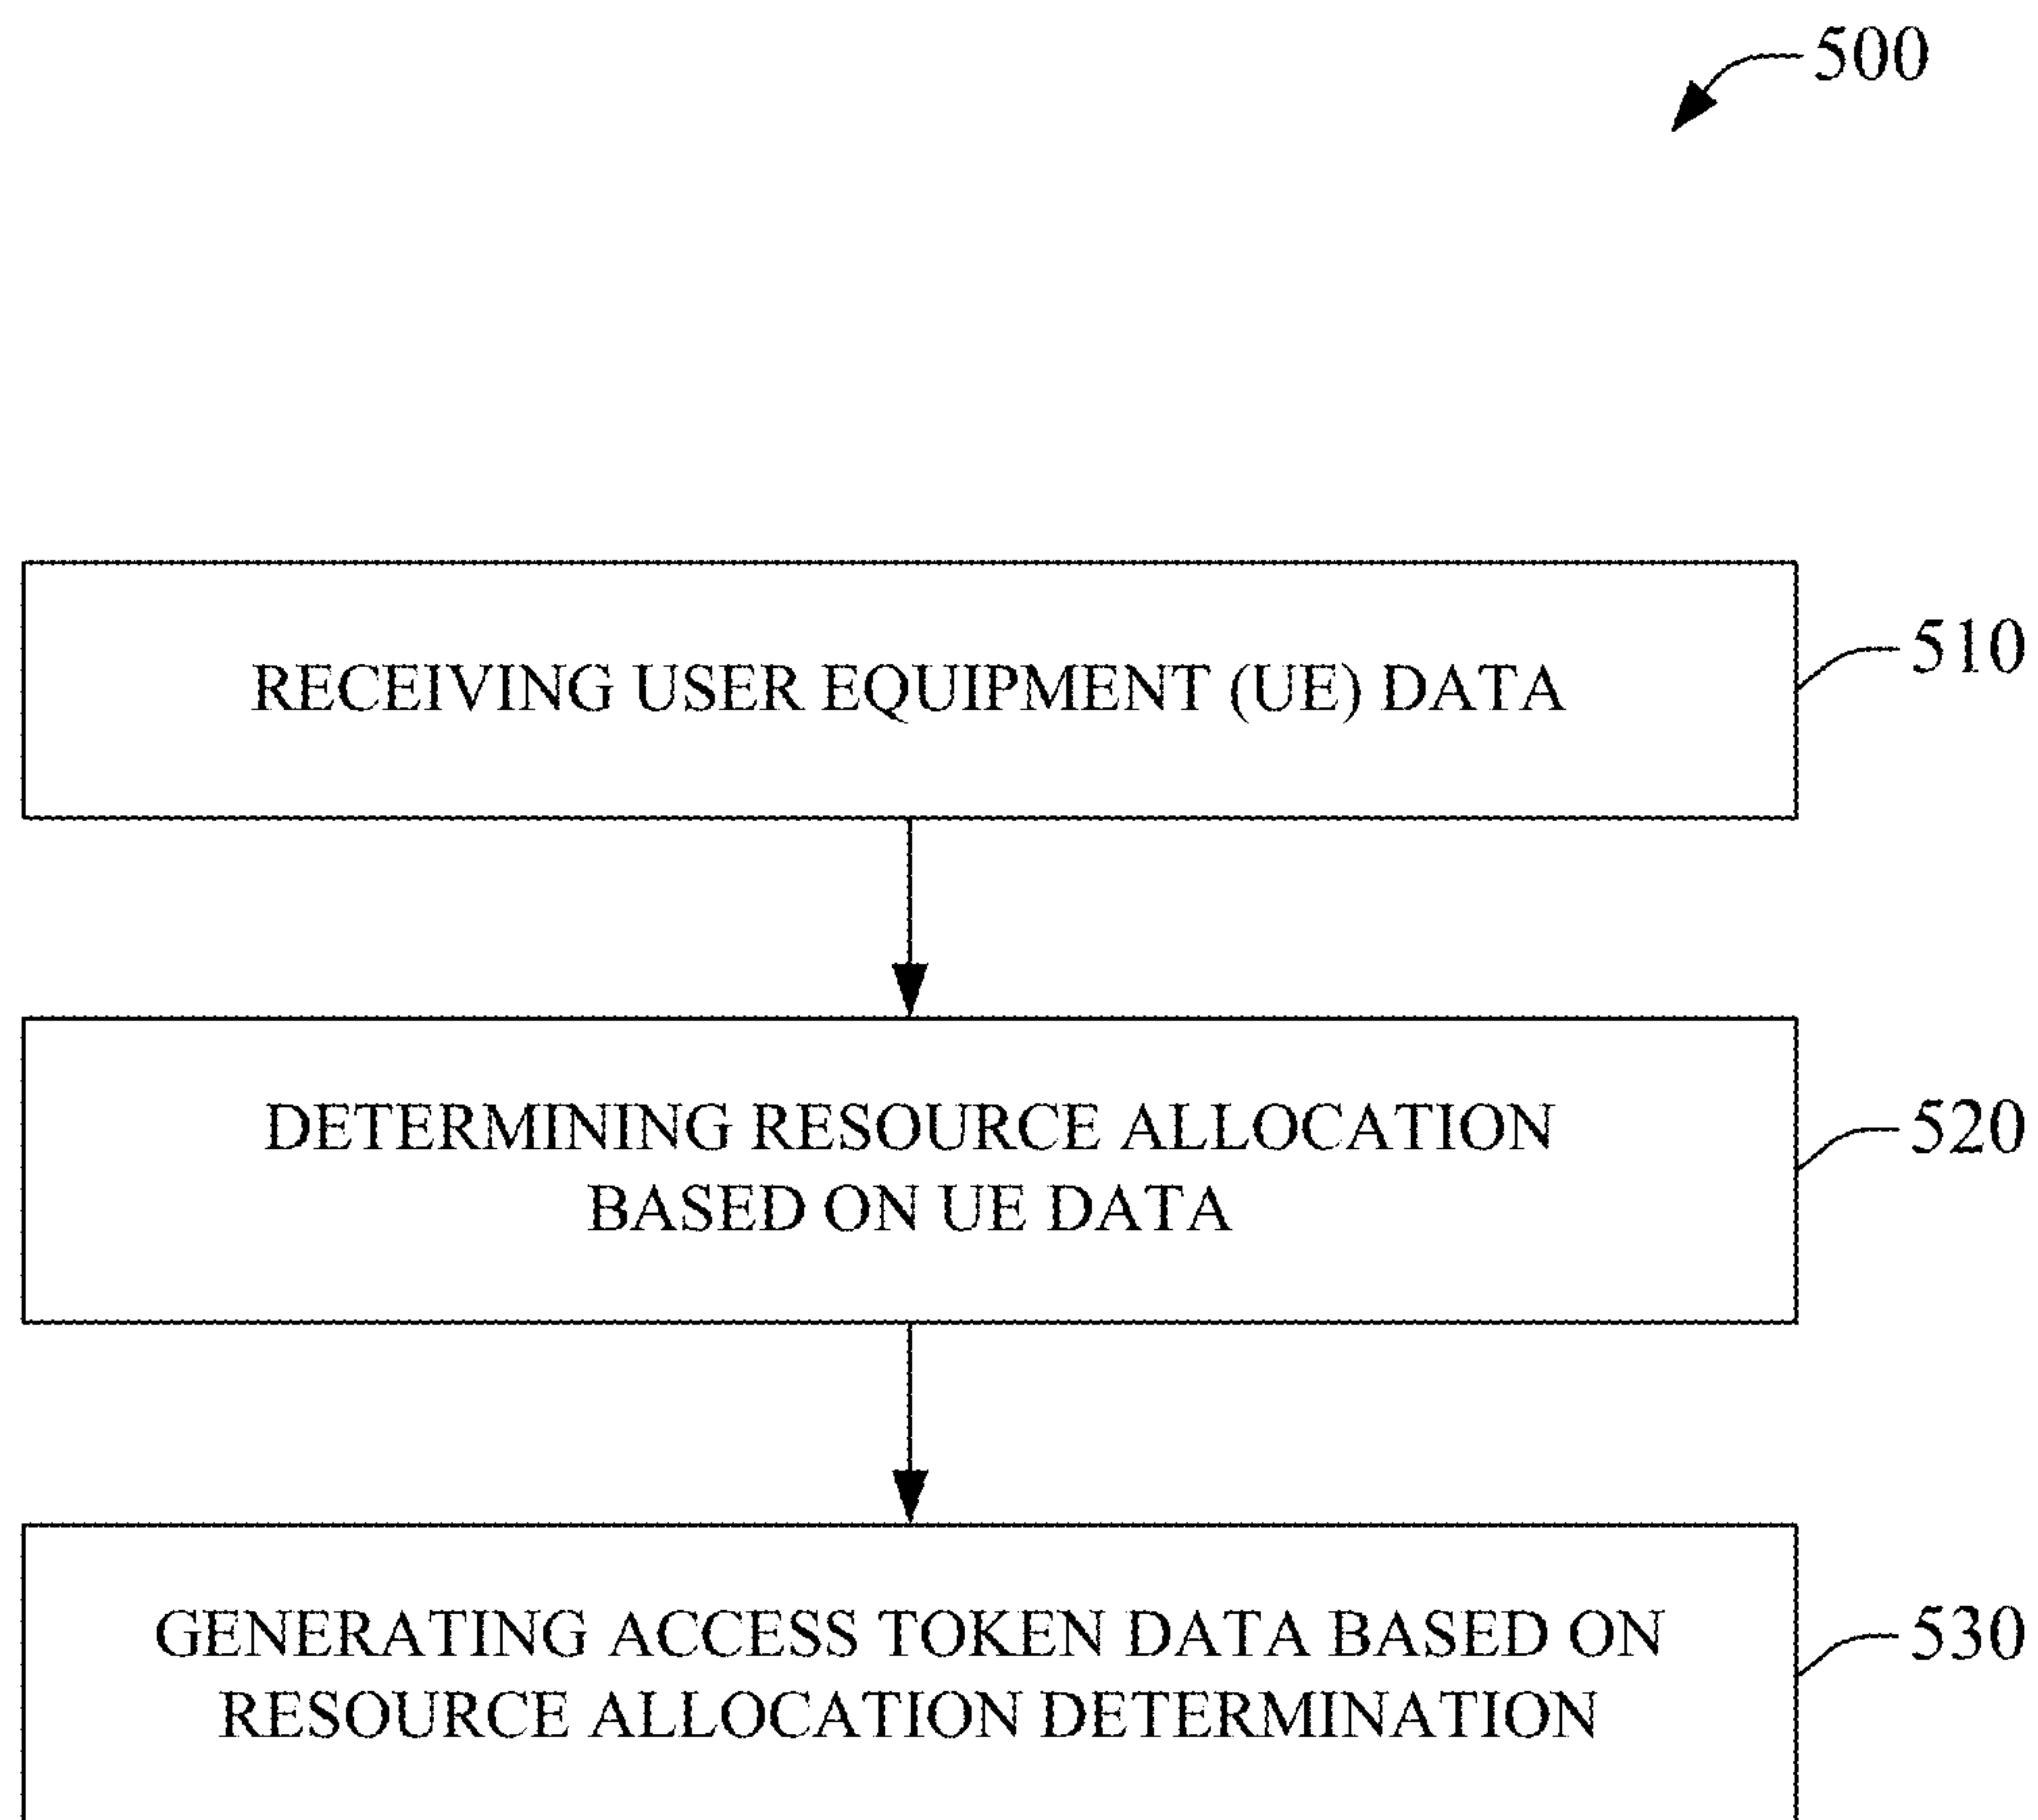 500
RECEIVING USER EQUIPMENT (UE) DATA
510
DETERMINING RESOURCE ALLOCATION
BASED ON UE DATA
520
GENERATING ACCESS TOKEN DATA BASED ON
RESOURCE ALLOCATION DETERMINATION
530